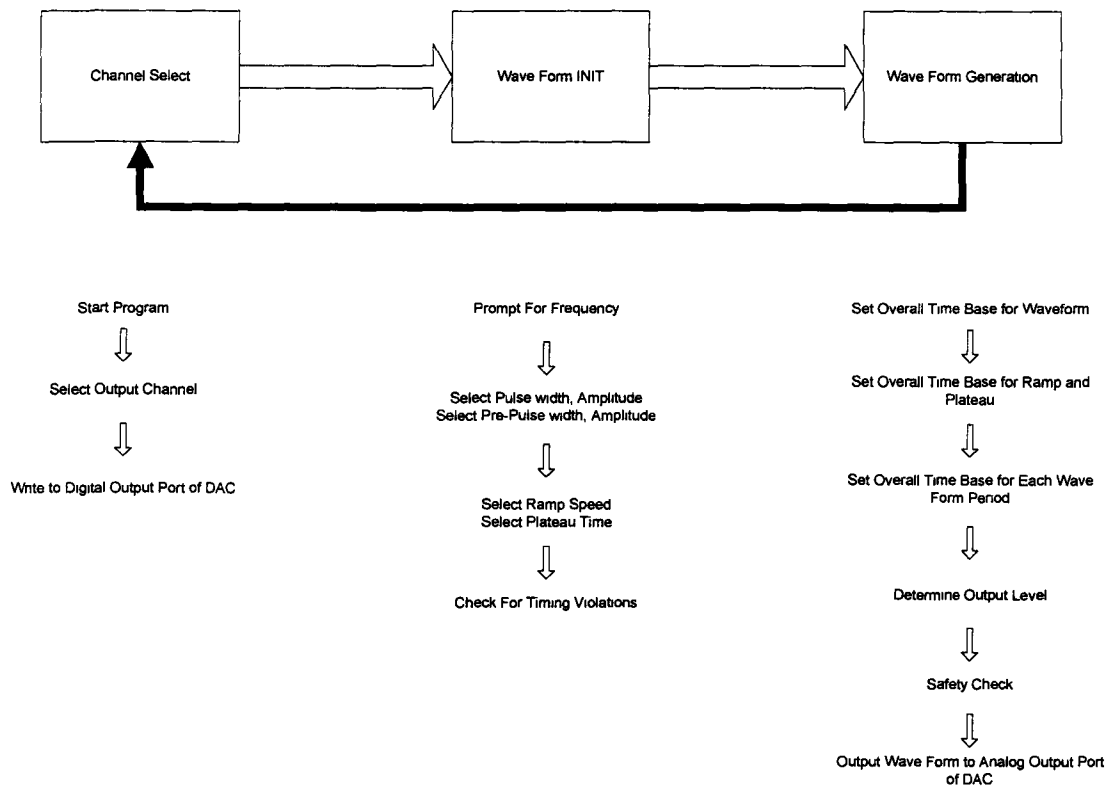 Channel Select
Wave Form INIT
Wave Form Generation
Start Program
Select Output Channel
Write to Digital Output Port of DAC
Prompt For Frequency
Select Pulse width, Amplitude
Select Pre-Pulse width, Amplitude
Select Ramp Speed
Select Plateau Time
Check For Timing Violations
Set Overall Time Base for Waveform
Set Overall Time Base for Ramp and
Plateau
Set Overall Time Base for Each Wave
Form Period
Determine Output Level
Safety Check
Output Wave Form to Analog Output Port
of DAC